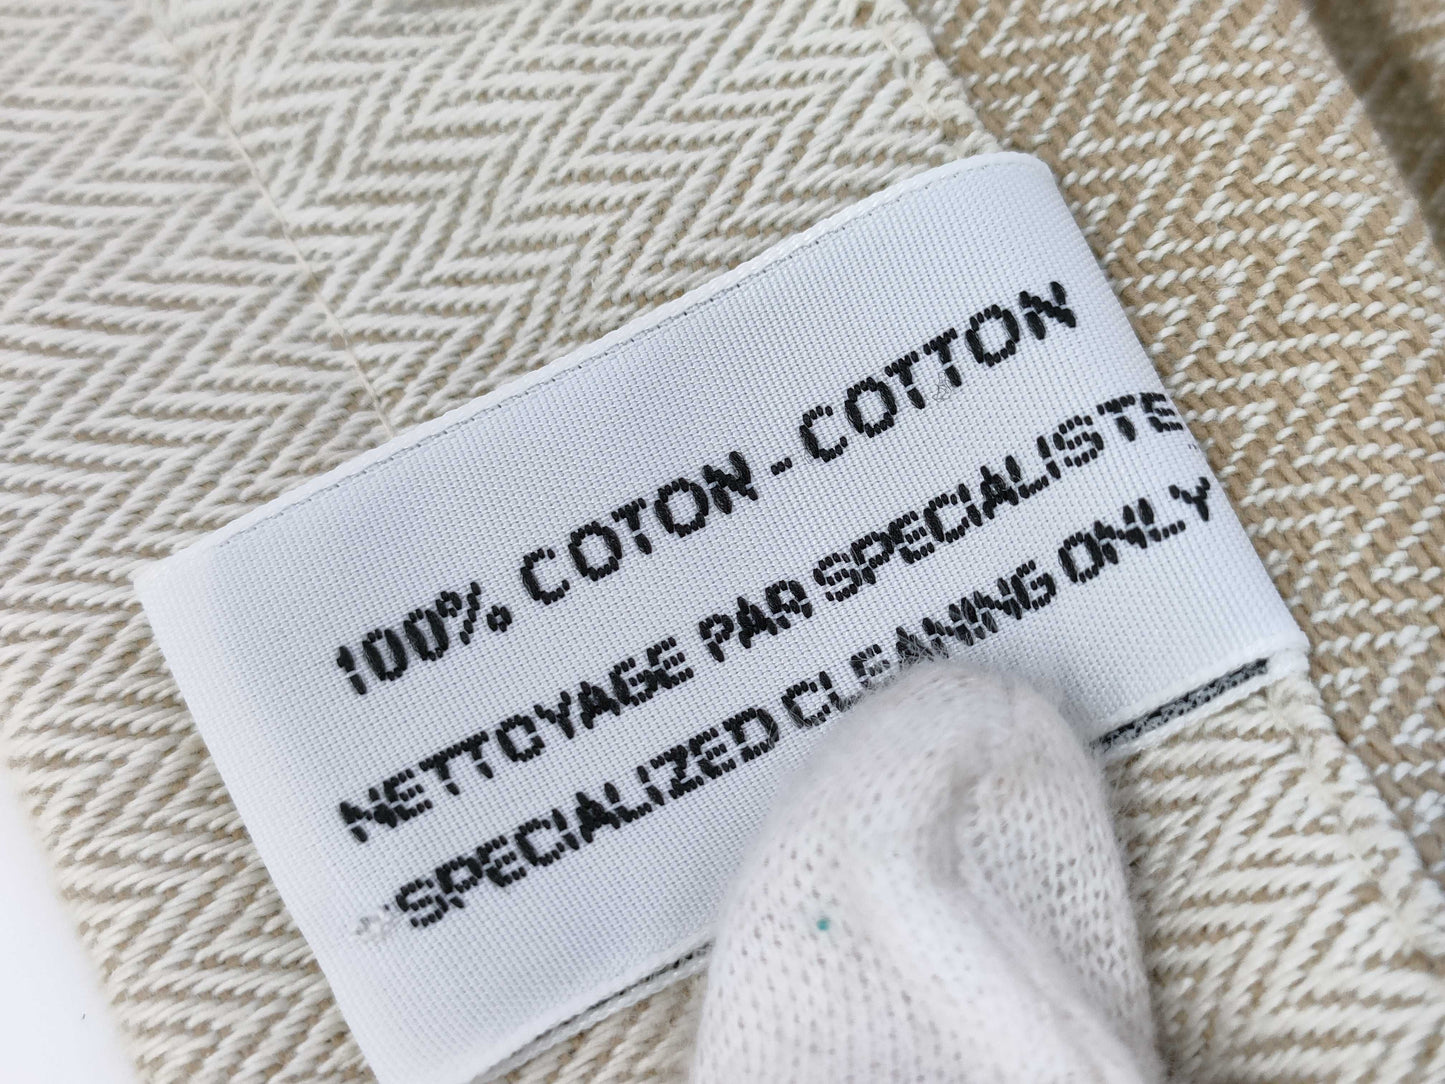 100% COTON - COTTON
NETTOYAGE PAR SPECIALISTE
SPECIALIZED CLEANING ONLY